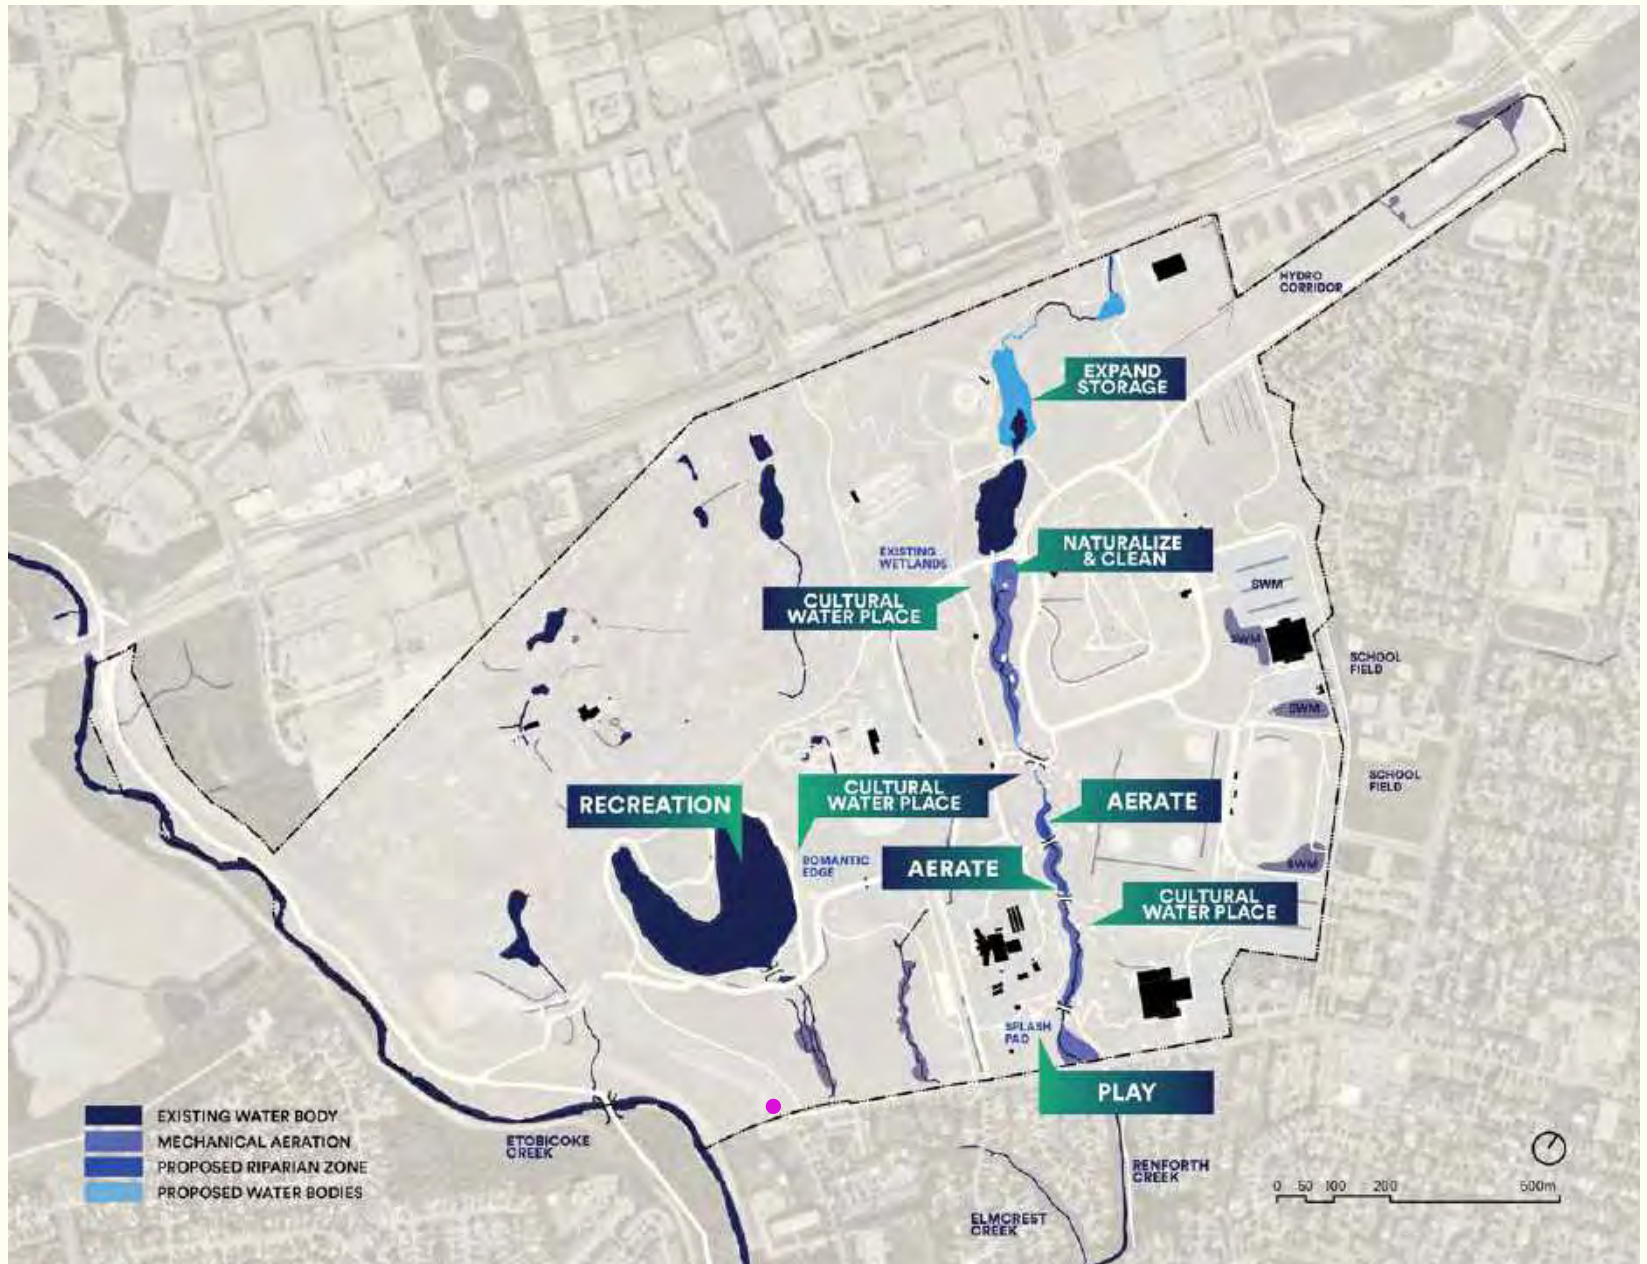 HYDRO
CORRIDOR
EXPAND
STORAGE
EXISTING
WETLANDS
NATURALIZE
& CLEAN
CULTURAL
WATER PLACE
SWM
SWM
SCHOOL
FIELD
SWM
SCHOOL
FIELD
RECREATION
CULTURAL
WATER PLACE
AERATE
ROMANTIC
EDGE
AERATE
SWM
CULTURAL
WATER PLACE
SPLASH
PAD
PLAY
EXISTING WATER BODY
MECHANICAL AERATION
PROPOSED RIPARIAN ZONE
PROPOSED WATER BODIES
ETOBICOKE
CREEK
RENFORTH
CREEK
ELMCREST
CREEK
0 50 100 200 500m